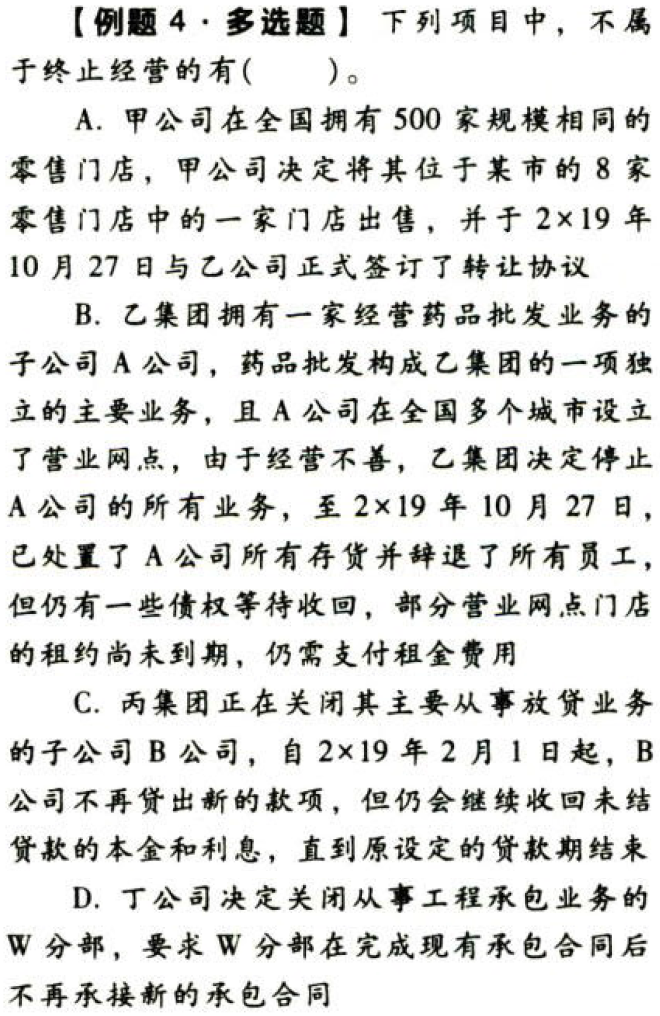 【例题 4·多选题】 下列项目中，不属
于终止经营的有(　　)。
A. 甲公司在全国拥有 500 家规模相同的
零售门店，甲公司决定将其位于某市的 8 家
零售门店中的一家门店出售，并于 2×19 年
10 月 27 日与乙公司正式签订了转让协议
B. 乙集团拥有一家经营药品批发业务的
子公司 A 公司，药品批发构成乙集团的一项独
立的主要业务，且 A 公司在全国多个城市设立
了营业网点，由于经营不善，乙集团决定停止
A 公司的所有业务，至 2×19 年 10 月 27 日，
已处置了 A 公司所有存货并辞退了所有员工，
但仍有一些债权等待收回，部分营业网点门店
的租约尚未到期，仍需支付租金费用
C. 丙集团正在关闭其主要从事放贷业务
的子公司 B 公司，自 2×19 年 2 月 1 日起，B
公司不再贷出新的款项，但仍会继续收回未结
贷款的本金和利息，直到原设定的贷款期结束
D. 丁公司决定关闭从事工程承包业务的
W 分部，要求 W 分部在完成现有承包合同后
不再承接新的承包合同